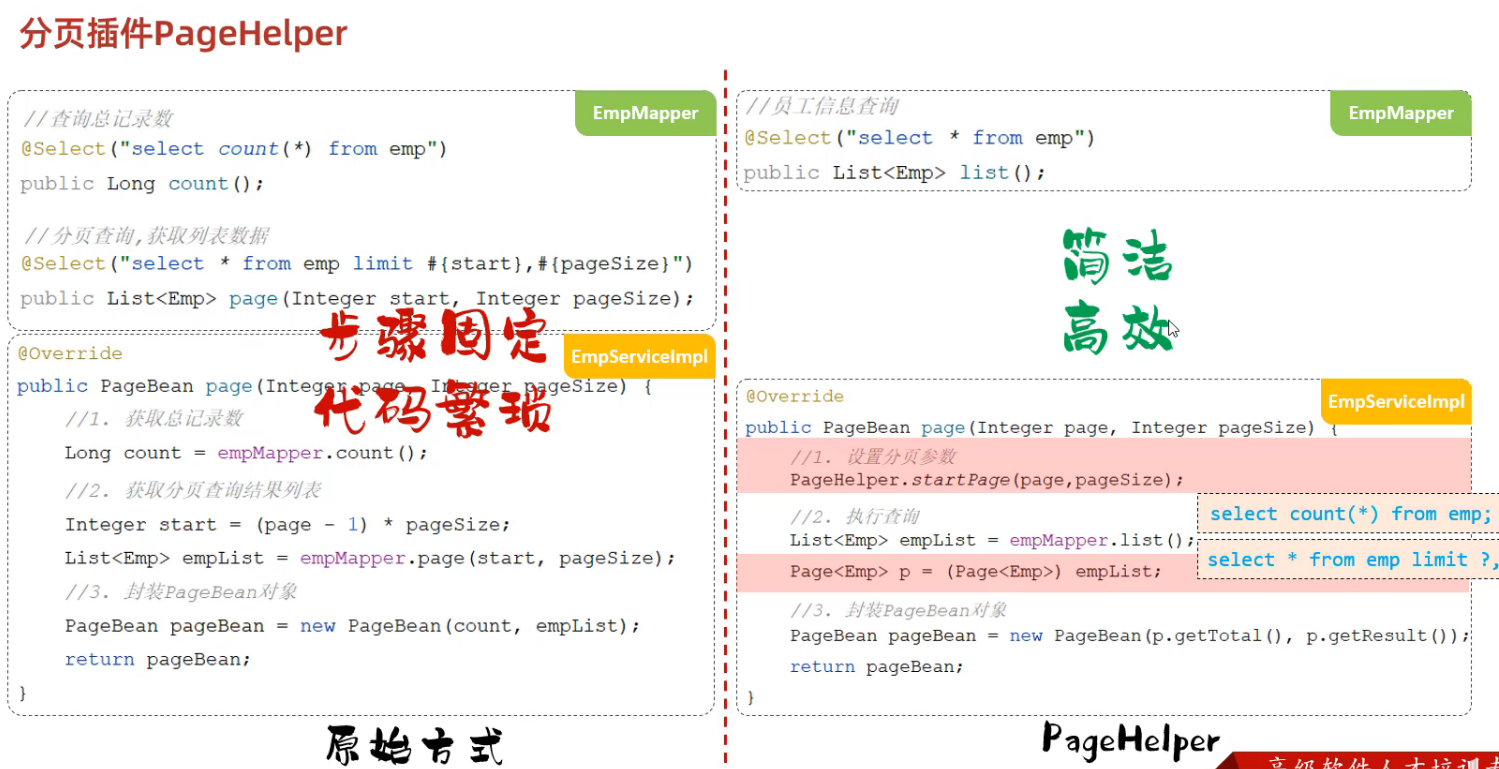 分页插件PageHelper
EmpMapper
//查询总记录数
@Select("select count(*) from emp")
public Long count();
//分页查询,获取列表数据
@Select("select * from emp limit #{start},#{pageSize}")
public List<Emp> page(Integer start, Integer pageSize);
步骤固定
代码繁琐
EmpServiceImpl
@Override
public PageBean page(Integer page, Integer pageSize) {
//1. 获取总记录数
Long count = empMapper.count();
//2. 获取分页查询结果列表
Integer start = (page - 1) * pageSize;
List<Emp> empList = empMapper.page(start, pageSize);
//3. 封装PageBean对象
PageBean pageBean = new PageBean(count, empList);
return pageBean;
}
原始方式
EmpMapper
//员工信息查询
@Select("select * from emp")
public List<Emp> list();
简洁
高效
EmpServiceImpl
@Override
public PageBean page(Integer page, Integer pageSize) {
//1. 设置分页参数
PageHelper.startPage(page,pageSize);
//2. 执行查询
List<Emp> empList = empMapper.list();
Page<Emp> p = (Page<Emp>) empList;
select count(*) from emp;
select * from emp limit ?,
//3. 封装PageBean对象
PageBean pageBean = new PageBean(p.getTotal(), p.getResult());
return pageBean;
}
PageHelper
高级软件人才培训